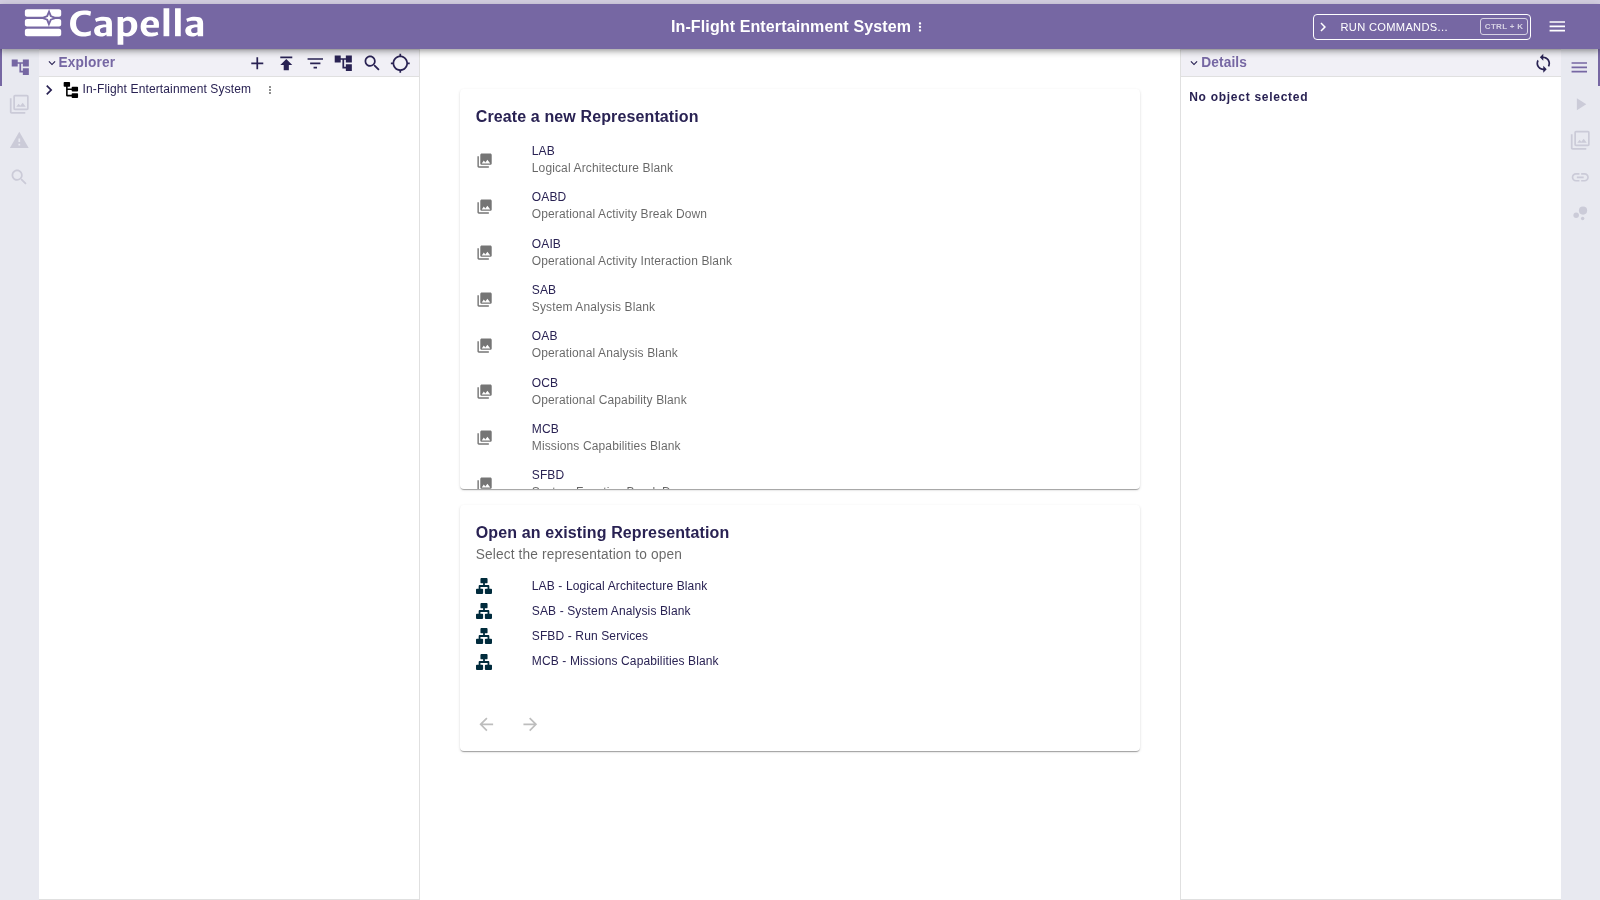 Capella
In-Flight Entertainment System
RUN COMMANDS...
CTRL + K
Explorer
In-Flight Entertainment System
Create a new Representation
LAB
Logical Architecture Blank
OABD
Operational Activity Break Down
OAIB
Operational Activity Interaction Blank
SAB
System Analysis Blank
OAB
Operational Analysis Blank
OCB
Operational Capability Blank
MCB
Missions Capabilities Blank
SFBD
Open an existing Representation
Select the representation to open
LAB - Logical Architecture Blank
SAB - System Analysis Blank
SFBD - Run Services
MCB - Missions Capabilities Blank
Details
No object selected